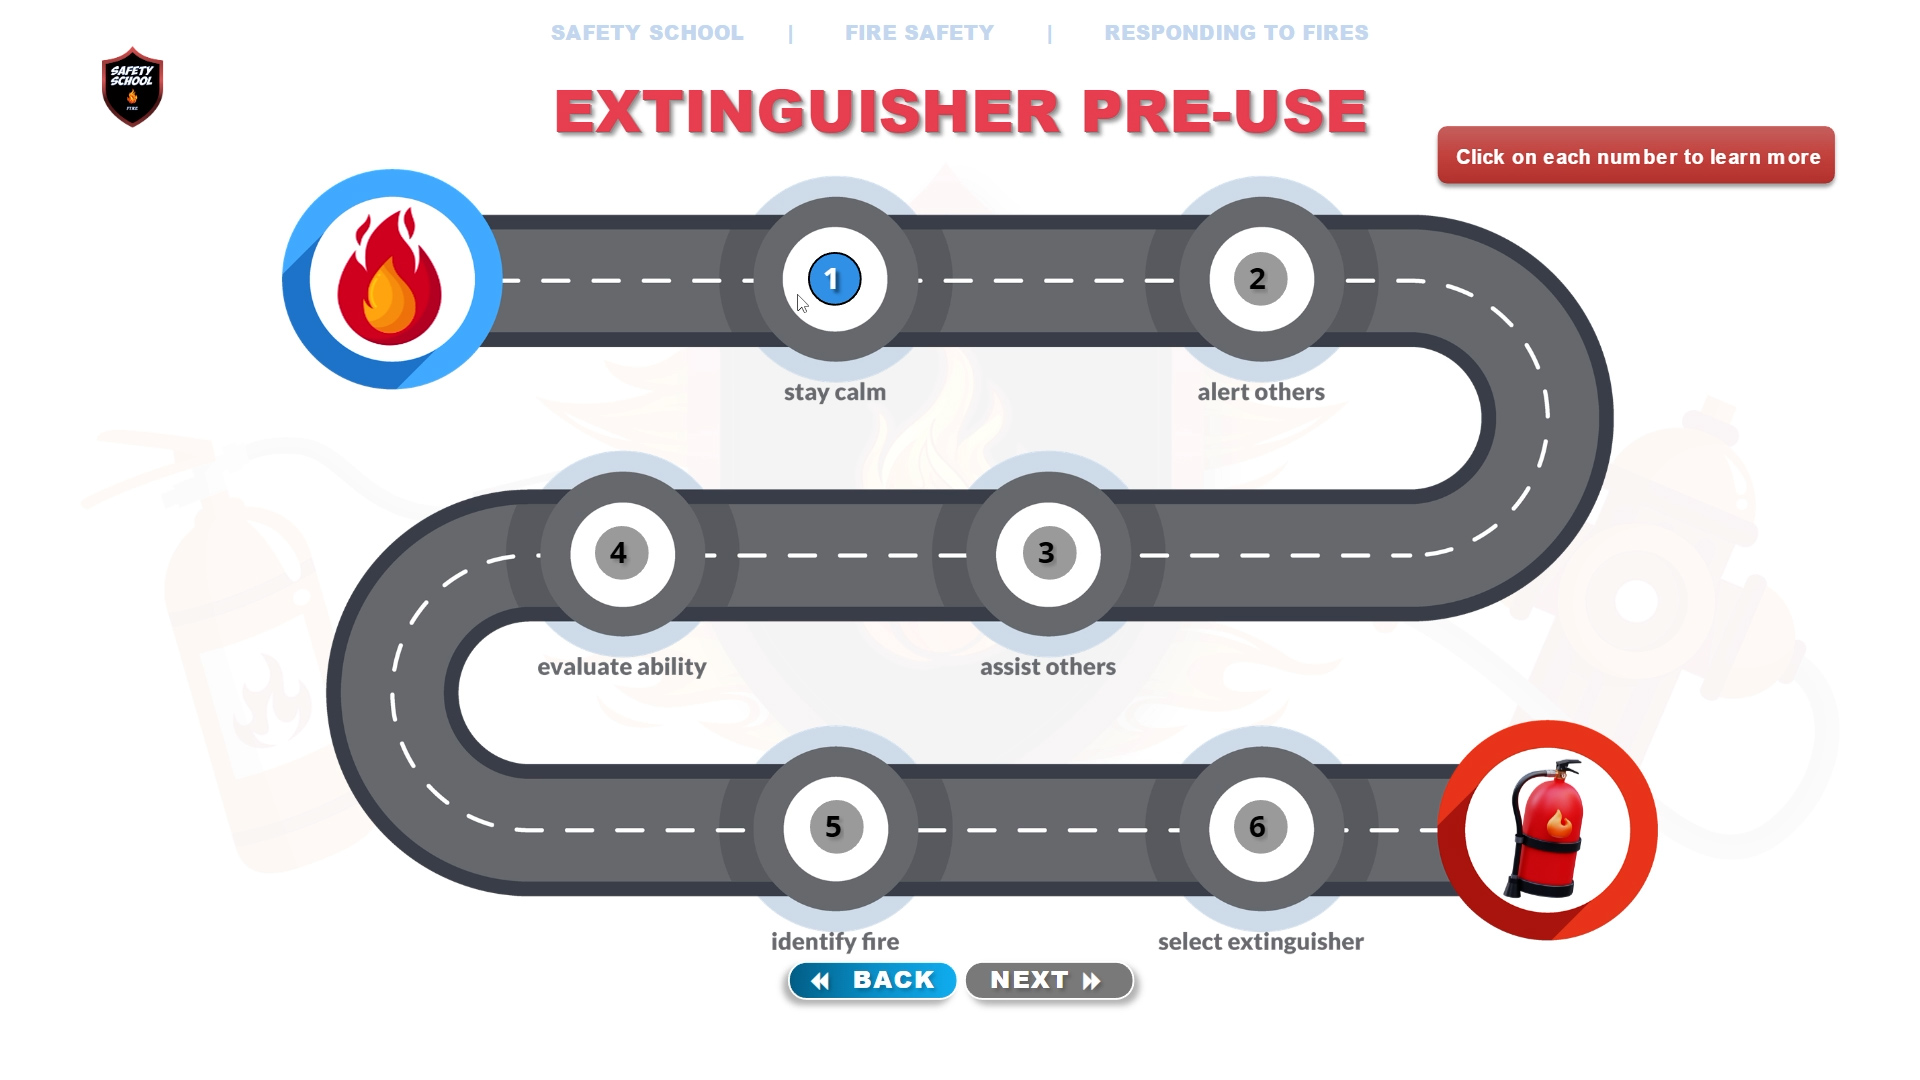 SAFETY SCHOOL | FIRE SAFETY | RESPONDING TO FIRES
SAFETY
SCHOOL
FIRE
EXTINGUISHER PRE-USE
Click on each number to learn more
1
2
stay calm
alert others
4
3
evaluate ability
assist others
5
6
identify fire
select extinguisher
BACK
NEXT